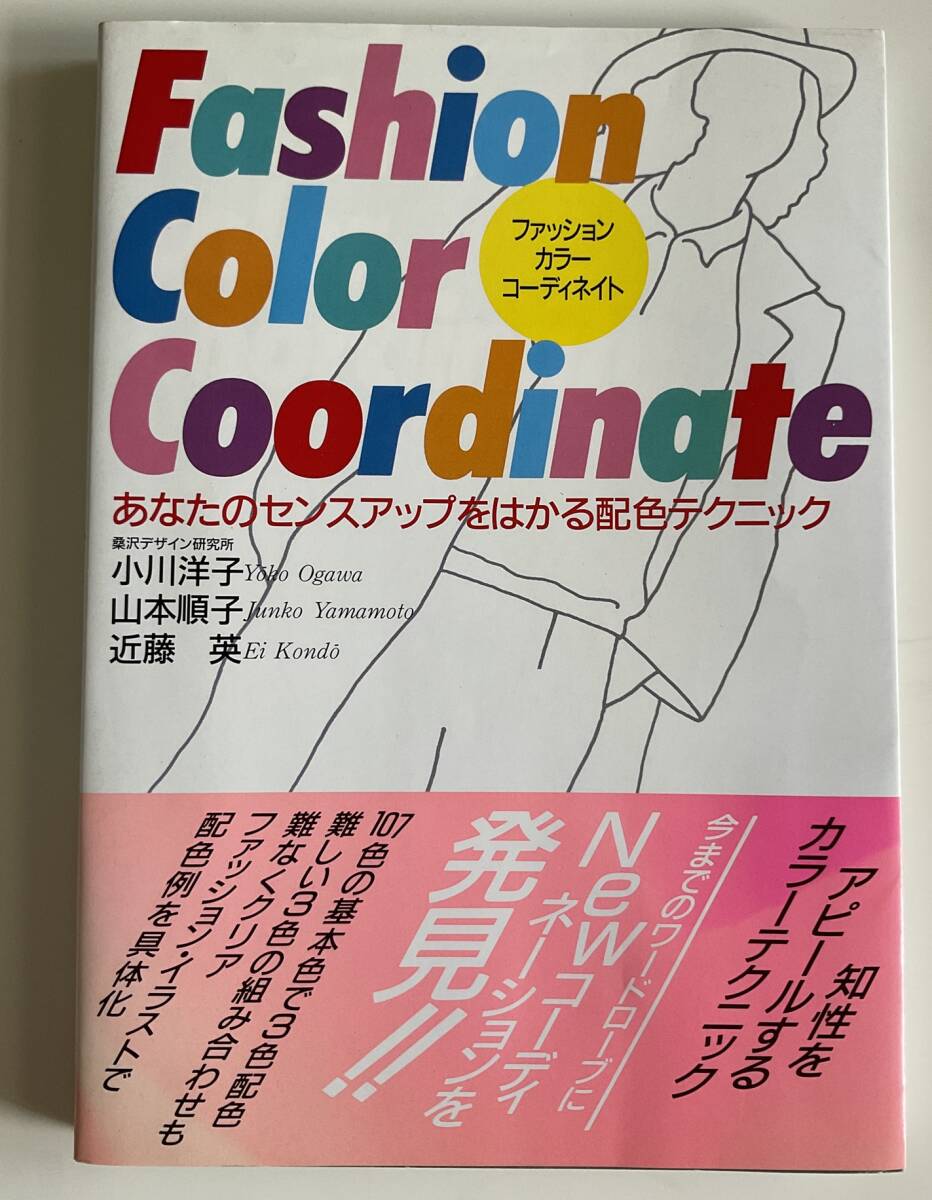 Fashion
Color
Coordinate
ファッション
カラー
コーディネイト
あなたのセンスアップをはかる配色テクニック
桑沢デザイン研究所
小川洋子 Yōko Ogawa
山本順子 Junko Yamamoto
近藤 英 Ei Kondō
知性を
アピールする
カラーテクニック
今までのワードローブに
Newコーディ
ネーションを
発見!!
107色の基本色で3色配色
難しい3色の組み合わせも
難なくクリア
ファッション・イラストで
配色例を具体化